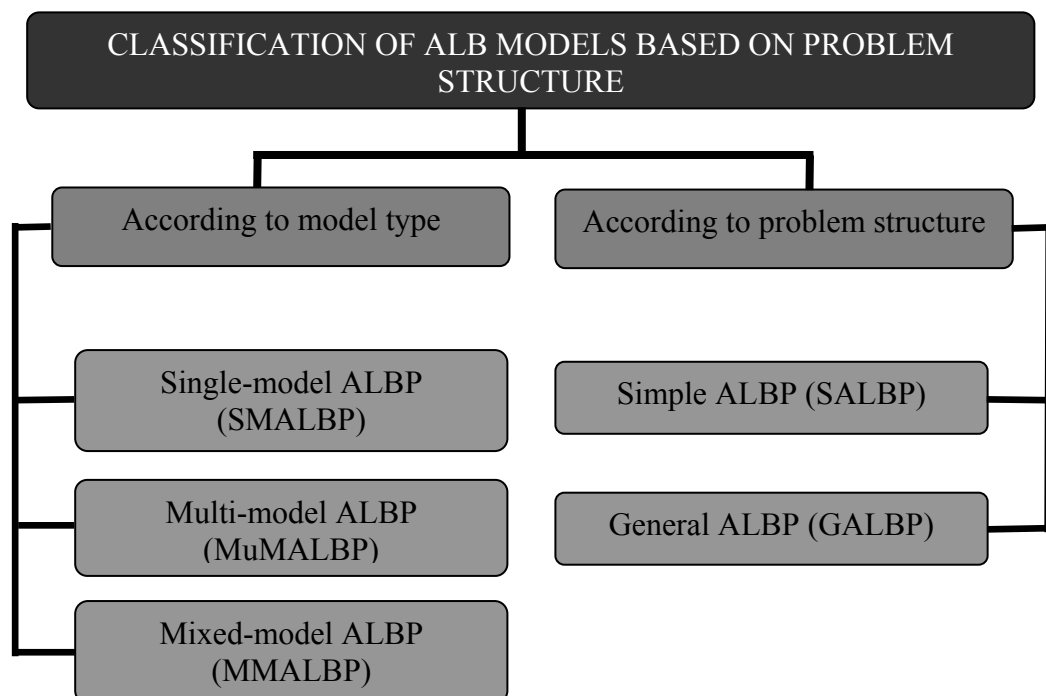 CLASSIFICATION OF ALB MODELS BASED ON PROBLEM
STRUCTURE
According to model type
According to problem structure
Single-model ALBP
(SMALBP)
Simple ALBP (SALBP)
Multi-model ALBP
(MuMALBP)
General ALBP (GALBP)
Mixed-model ALBP
(MMALBP)